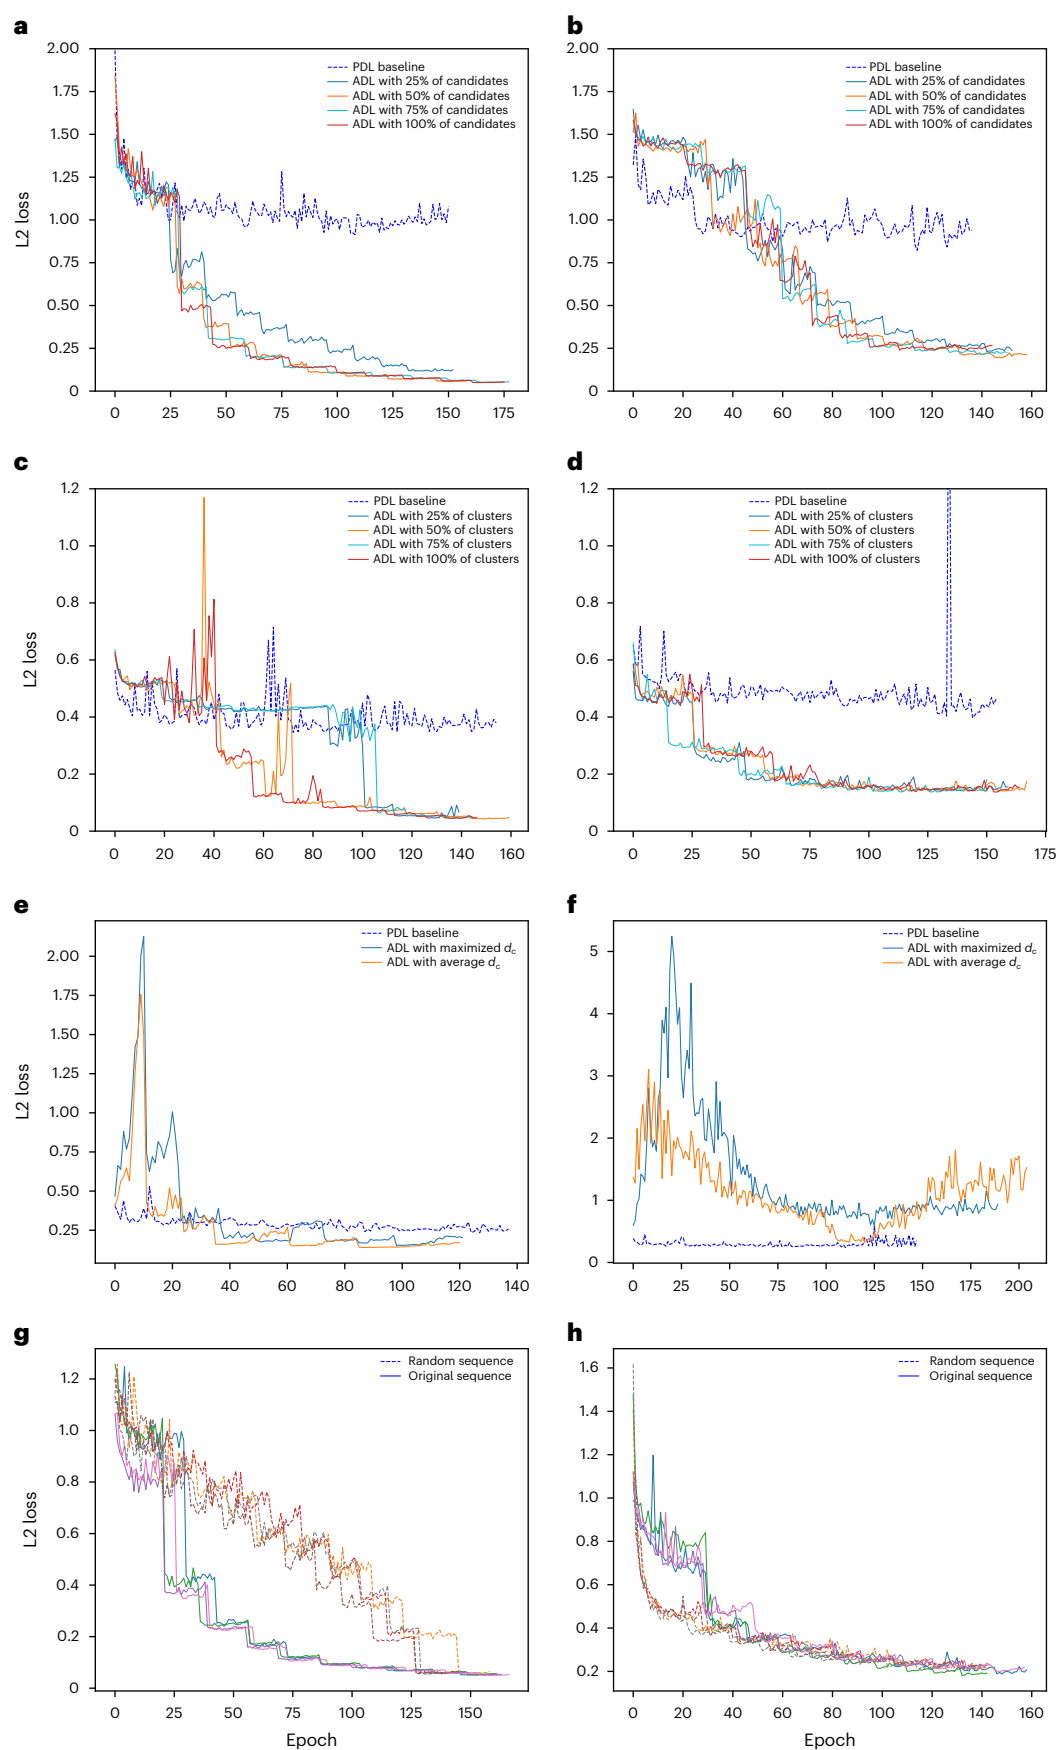 a
2.00
1.75
1.50
1.25
1.00
0.75
0.50
0.25
0
L2 loss
PDL baseline
ADL with 25% of candidates
ADL with 50% of candidates
ADL with 75% of candidates
ADL with 100% of candidates
0 25 50 75 100 125 150 175
b
2.00
1.75
1.50
1.25
1.00
0.75
0.50
0.25
0
PDL baseline
ADL with 25% of candidates
ADL with 50% of candidates
ADL with 75% of candidates
ADL with 100% of candidates
0 20 40 60 80 100 120 140 160
c
1.2
1.0
0.8
0.6
0.4
0.2
0
L2 loss
PDL baseline
ADL with 25% of clusters
ADL with 50% of clusters
ADL with 75% of clusters
ADL with 100% of clusters
0 20 40 60 80 100 120 140 160
d
1.2
1.0
0.8
0.6
0.4
0.2
0
PDL baseline
ADL with 25% of clusters
ADL with 50% of clusters
ADL with 75% of clusters
ADL with 100% of clusters
0 25 50 75 100 125 150 175
e
2.00
1.75
1.50
1.25
1.00
0.75
0.50
0.25
L2 loss
PDL baseline
ADL with maximized dc
ADL with average dc
0 20 40 60 80 100 120 140
f
5
4
3
2
1
0
PDL baseline
ADL with maximized dc
ADL with average dc
0 25 50 75 100 125 150 175 200
g
1.2
1.0
0.8
0.6
0.4
0.2
0
L2 loss
Random sequence
Original sequence
0 25 50 75 100 125 150
Epoch
h
1.6
1.4
1.2
1.0
0.8
0.6
0.4
0.2
Random sequence
Original sequence
0 20 40 60 80 100 120 140 160
Epoch